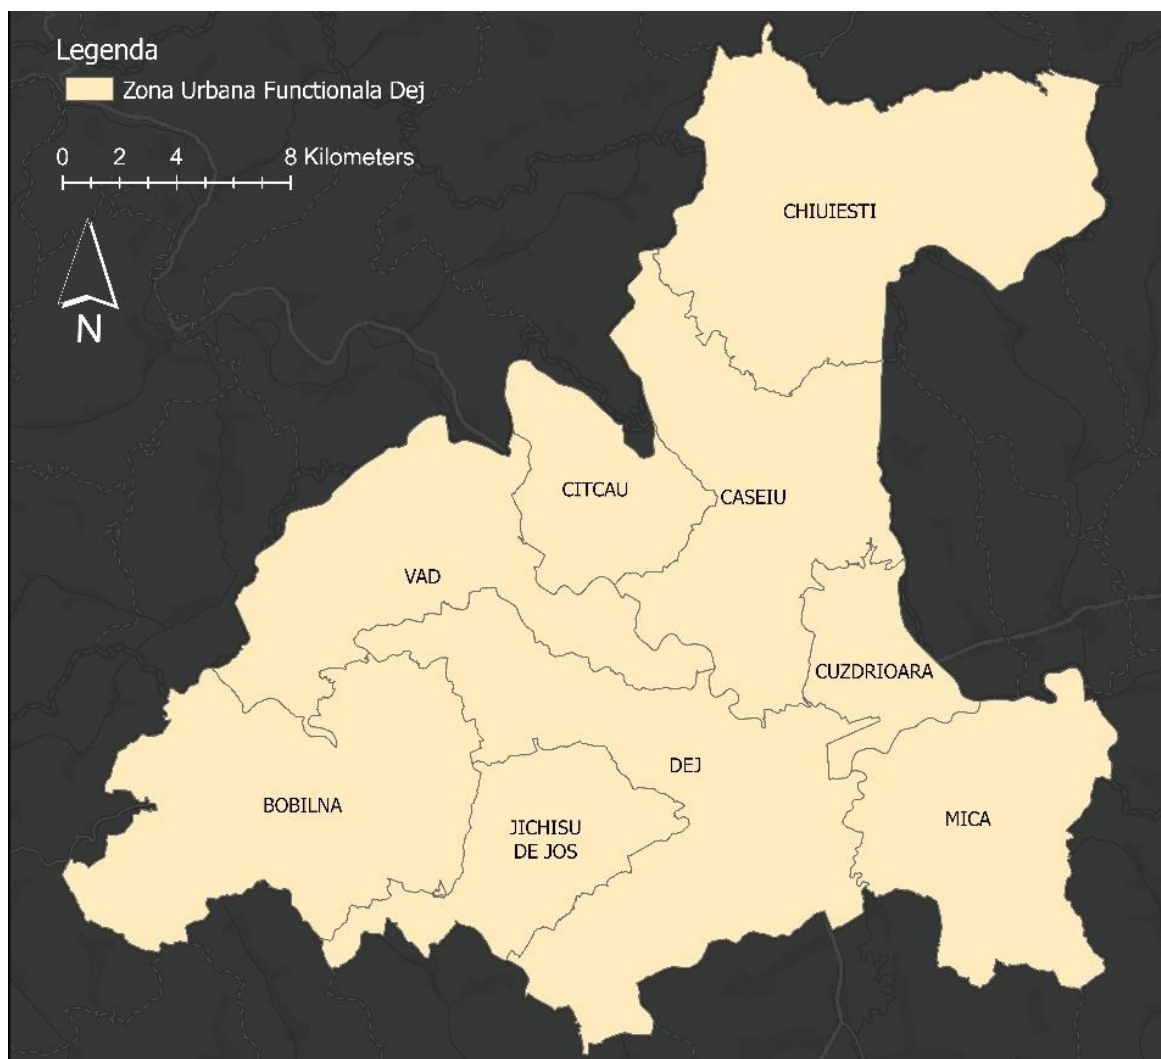 Legenda
Zona Urbana Functionala Dej
0 2 4 8 Kilometers
N
CHIUIESTI
CITCAU
CASEIU
VAD
CUZDRIOARA
DEJ
BOBILNA
JICHISU
DE JOS
MICA